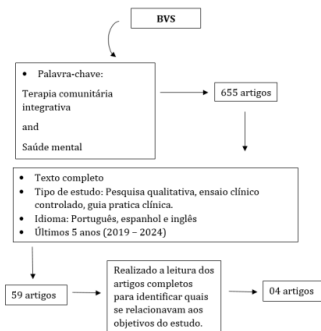 BVS
• Palavra-chave:
Terapia comunitária
integrativa
and
Saúde mental
655 artigos
• Texto completo
• Tipo de estudo: Pesquisa qualitativa, ensaio clínico
controlado, guia pratica clínica.
• Idioma: Português, espanhol e inglês
• Últimos 5 anos (2019 – 2024)
59 artigos
Realizado a leitura dos
artigos completos
para identificar quais
se relacionavam aos
objetivos do estudo.
04 artigos